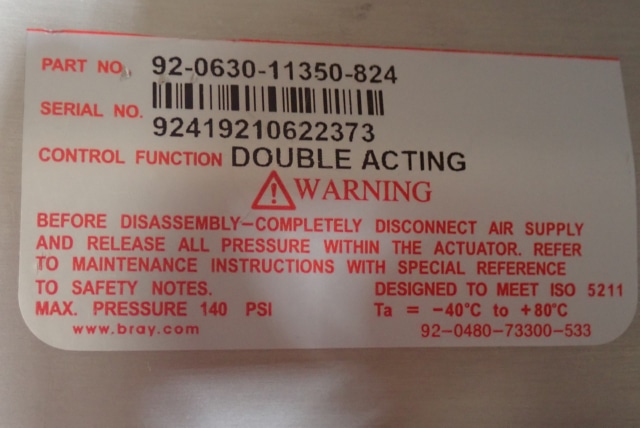 PART NO. 92-0630-11350-824
SERIAL NO. 92419210622373
CONTROL FUNCTION DOUBLE ACTING
WARNING
BEFORE DISASSEMBLY—COMPLETELY DISCONNECT AIR SUPPLY
AND RELEASE ALL PRESSURE WITHIN THE ACTUATOR. REFER
TO MAINTENANCE INSTRUCTIONS WITH SPECIAL REFERENCE
TO SAFETY NOTES. DESIGNED TO MEET ISO 5211
MAX. PRESSURE 140 PSI Ta = -40°C to +80°C
www.bray.com 92-0480-73300-533